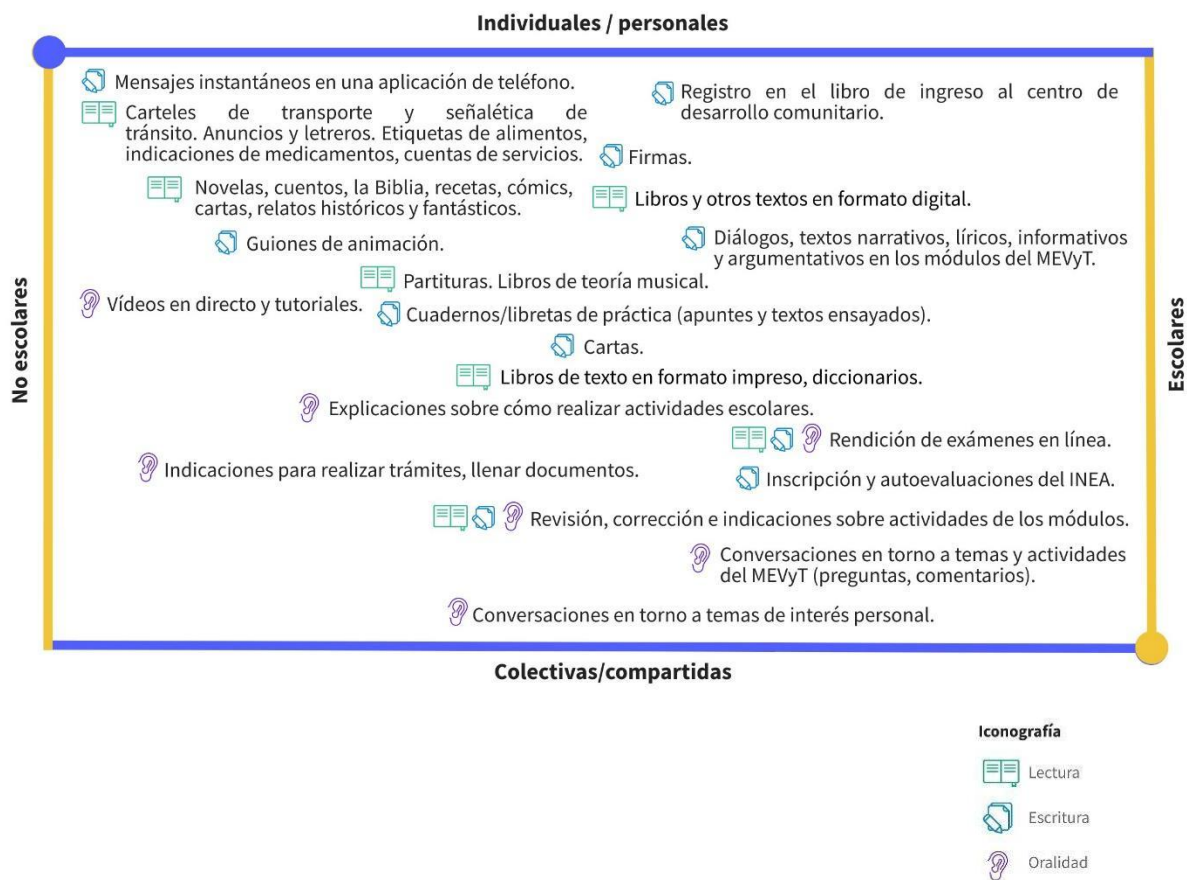 Individuales / personales
Mensajes instantáneos en una aplicación de teléfono.
Registro en el libro de ingreso al centro de
desarrollo comunitario.
Carteles de transporte y señalética de
tránsito. Anuncios y letreros. Etiquetas de alimentos,
indicaciones de medicamentos, cuentas de servicios.
Firmas.
Novelas, cuentos, la Biblia, recetas, cómics,
cartas, relatos históricos y fantásticos.
Libros y otros textos en formato digital.
Guiones de animación.
Diálogos, textos narrativos, líricos, informativos
y argumentativos en los módulos del MEVyT.
Partituras. Libros de teoría musical.
Vídeos en directo y tutoriales.
Cuadernos/libretas de práctica (apuntes y textos ensayados).
Cartas.
Libros de texto en formato impreso, diccionarios.
Explicaciones sobre cómo realizar actividades escolares.
Rendición de exámenes en línea.
Indicaciones para realizar trámites, llenar documentos.
Inscripción y autoevaluaciones del INEA.
Revisión, corrección e indicaciones sobre actividades de los módulos.
Conversaciones en torno a temas y actividades
del MEVyT (preguntas, comentarios).
Conversaciones en torno a temas de interés personal.
No escolares
Escolares
Colectivas/compartidas
Iconografía
Lectura
Escritura
Oralidad